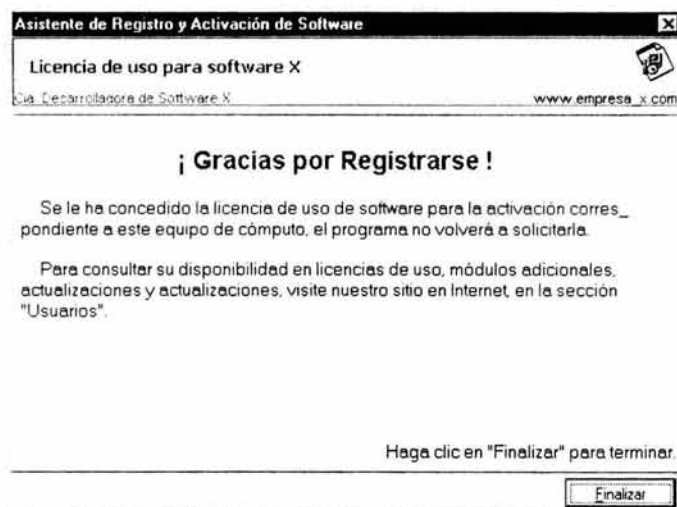 Asistente de Registro y Activación de Software
Licencia de uso para software X
Cia. Desarrolladora de Software X
www.empresa_x.com
¡ Gracias por Registrarse !
Se le ha concedido la licencia de uso de software para la activación corres_
pondiente a este equipo de cómputo, el programa no volverá a solicitarla.
Para consultar su disponibilidad en licencias de uso, módulos adicionales,
actualizaciones y actualizaciones, visite nuestro sitio en Internet, en la sección
"Usuarios".
Haga clic en "Finalizar" para terminar.
Finalizar